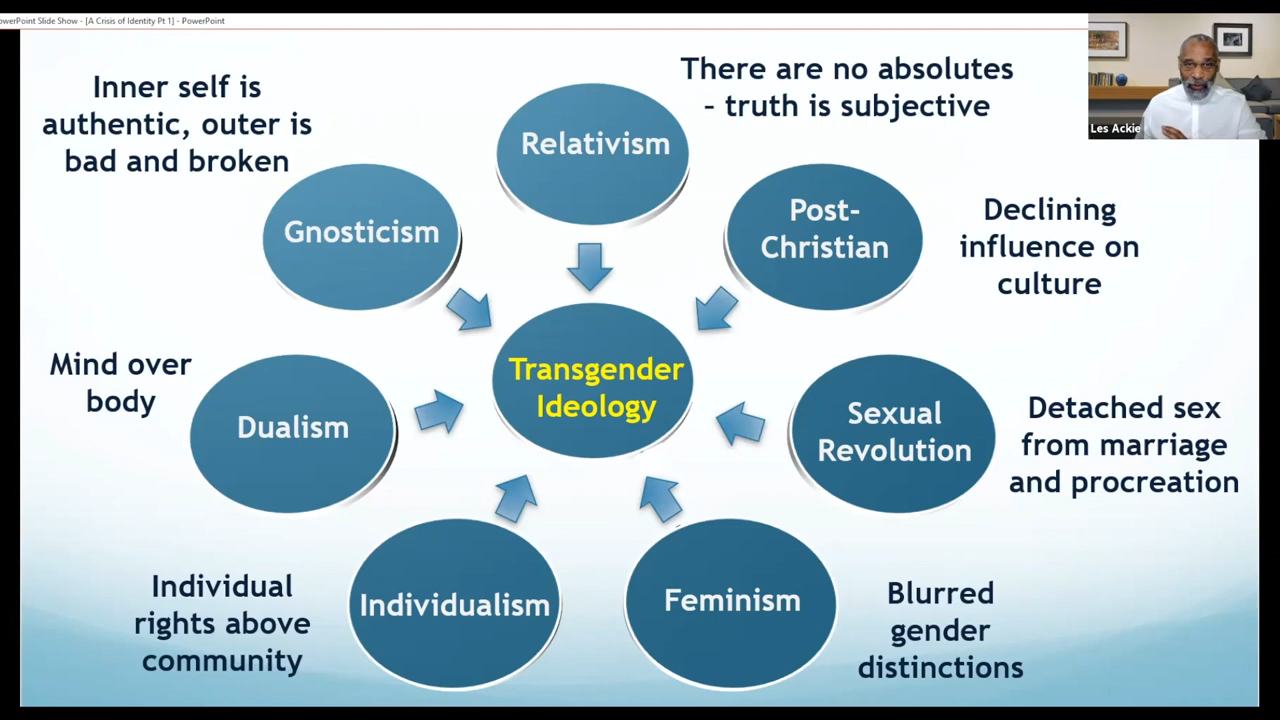 owerPoint Slide Show - [A Crisis of Identity Pt 1] - PowerPoint
There are no absolutes
– truth is subjective
Inner self is
authentic, outer is
bad and broken
Relativism
Les Ackie
Gnosticism
Post-
Christian
Declining
influence on
culture
Mind over
body
Dualism
Transgender
Ideology
Sexual
Revolution
Detached sex
from marriage
and procreation
Individual
rights above
community
Individualism
Feminism
Blurred
gender
distinctions